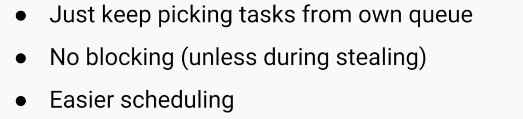 ● Just keep picking tasks from own queue
● No blocking (unless during stealing)
● Easier scheduling